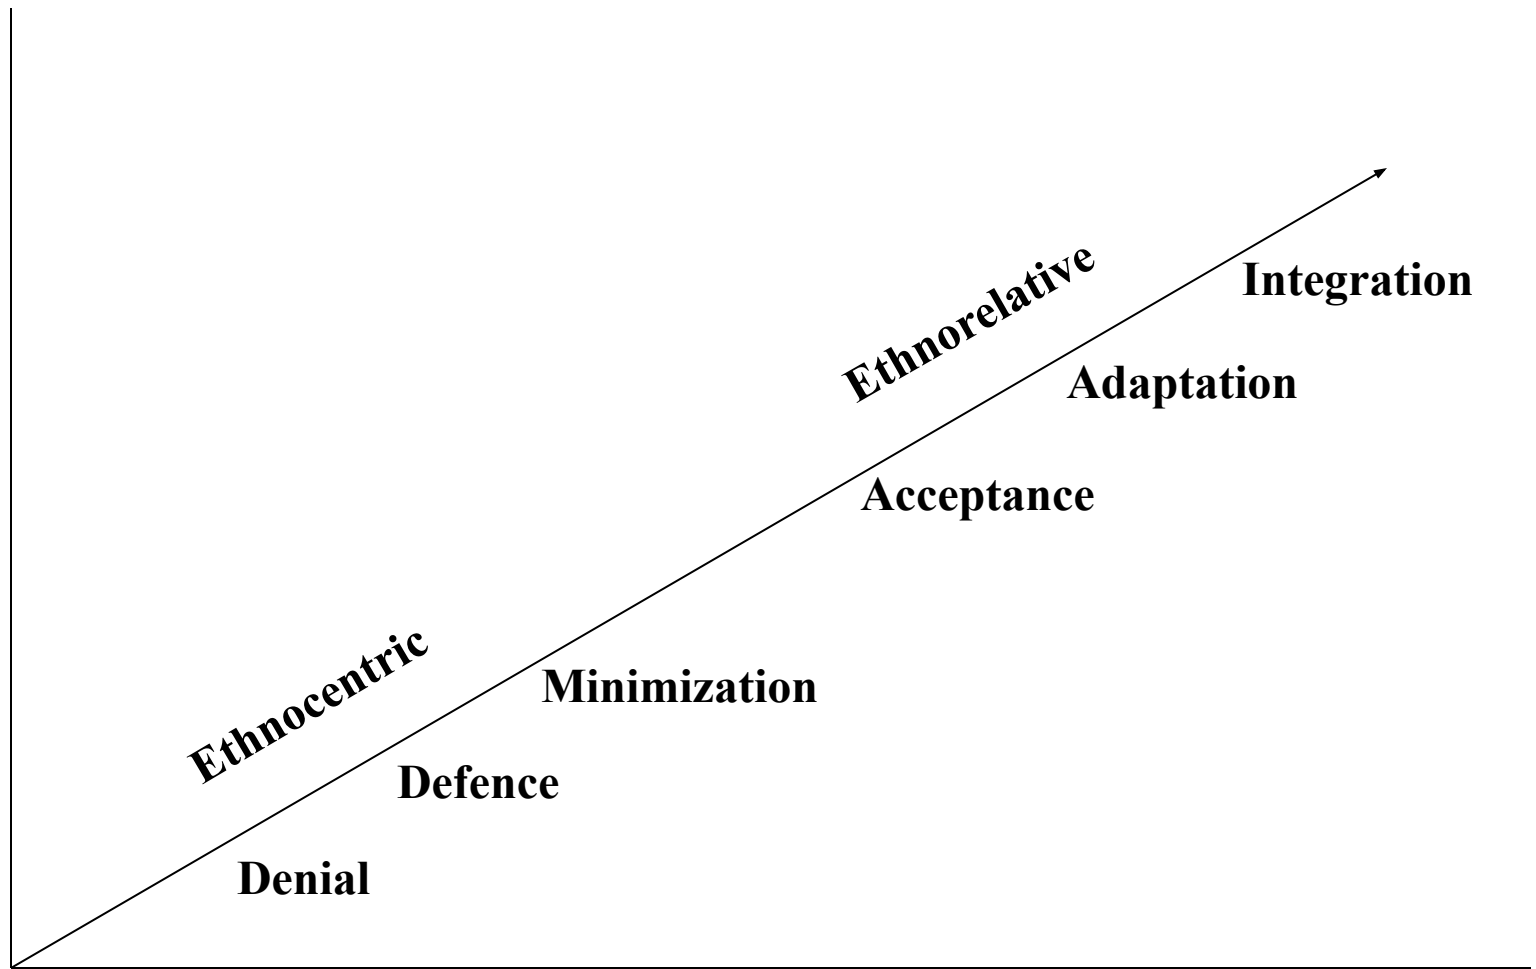 Ethnorelative
Integration
Adaptation
Acceptance
Ethnocentric
Minimization
Defence
Denial